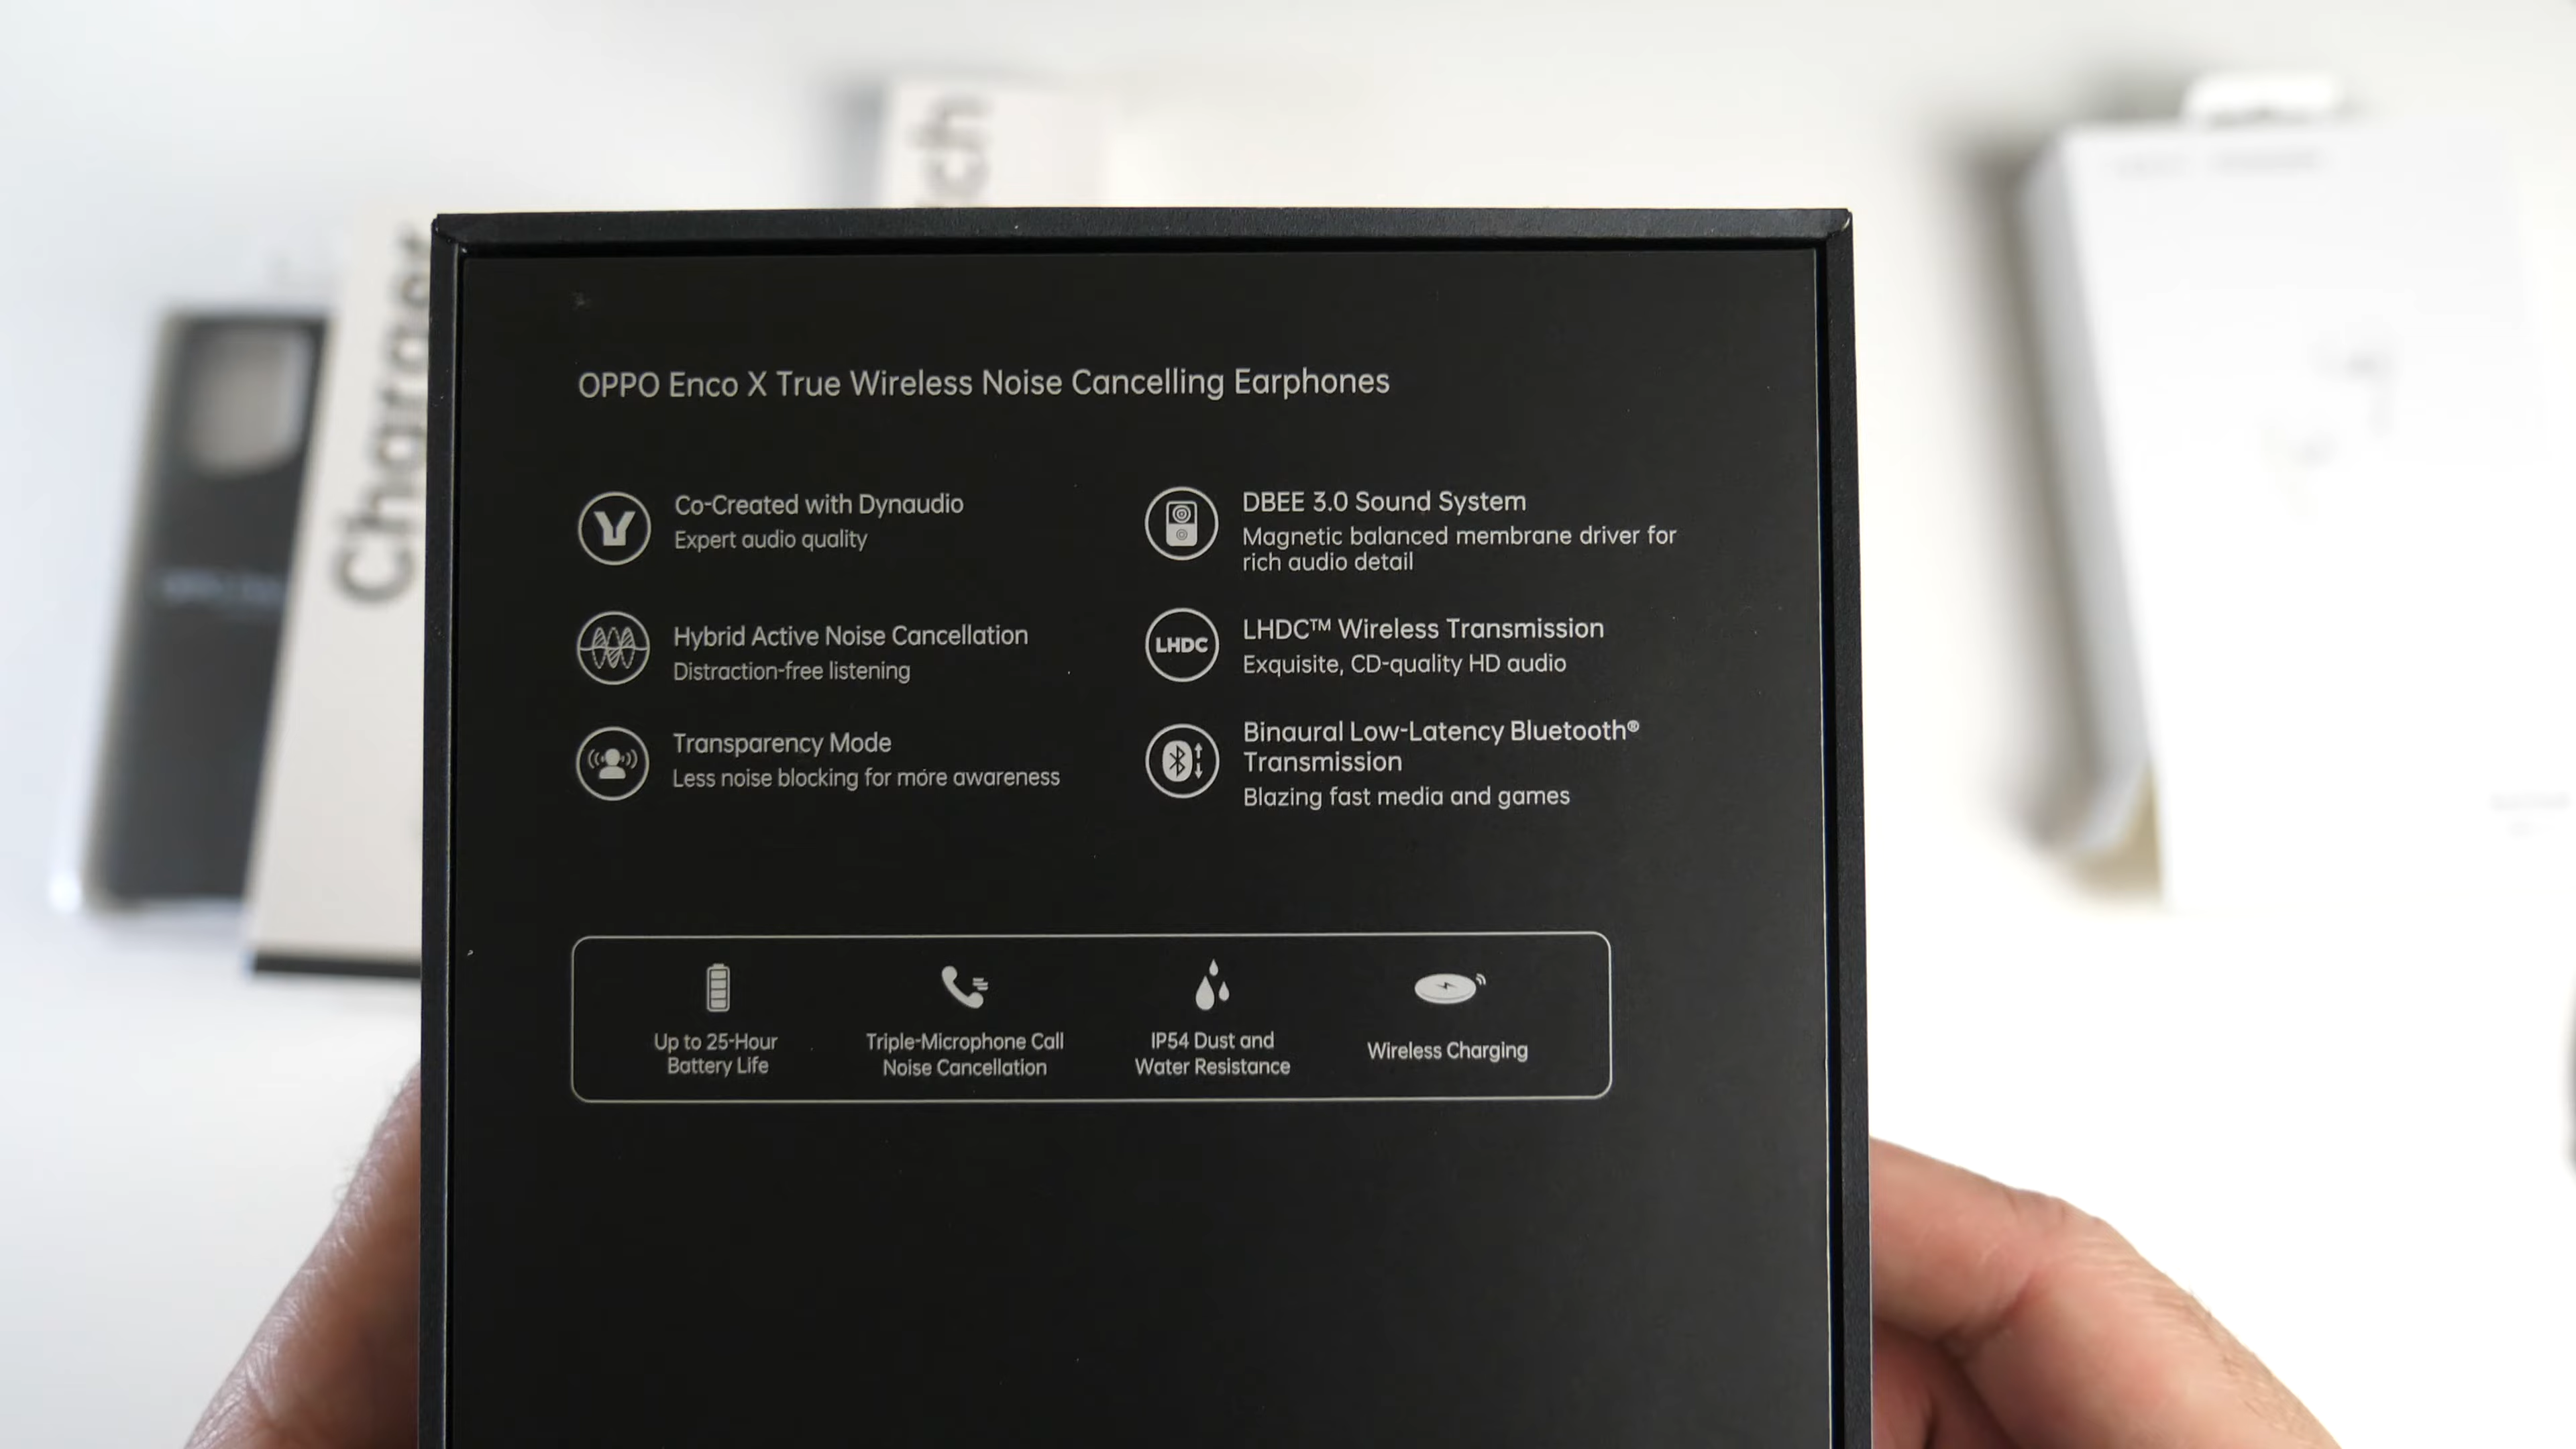 ch
Charger
OPPO Enco X True Wireless Noise Cancelling Earphones
Co-Created with Dynaudio
Expert audio quality
Hybrid Active Noise Cancellation
Distraction-free listening
Transparency Mode
Less noise blocking for more awareness
DBEE 3.0 Sound System
Magnetic balanced membrane driver for
rich audio detail
LHDC
LHDC™ Wireless Transmission
Exquisite, CD-quality HD audio
Binaural Low-Latency Bluetooth®
Transmission
Blazing fast media and games
Up to 25-Hour
Battery Life
Triple-Microphone Call
Noise Cancellation
IP54 Dust and
Water Resistance
Wireless Charging